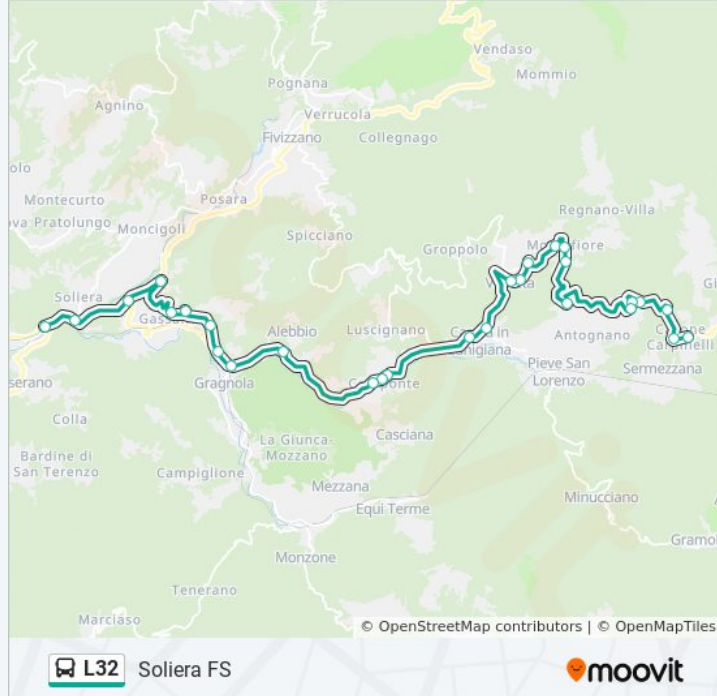 Vendaso
Pognana
Mommio
Agnino
Verrucola
Fivizzano
Collegnago
olo
Montecurto
Posara
Regnano-Villa
va Pratolungo
Moncigoli
Spicciano
Groppolo
Soliera
Alebbio
Luscignano
Antognano
serano
Gragnola
Pieve San
Lorenzo
Carpinelli
Sermezzana
Colla
La Giunca-
Mozzano
Casciana
Bardine di
San Terenzo
Campiglione
Mezzana
Equi Terme
Minucciano
Monzone
Gramol
Tenerano
Marciaso
© OpenStreetMap contributors | © OpenMapTiles
L32 Soliera FS
moovit